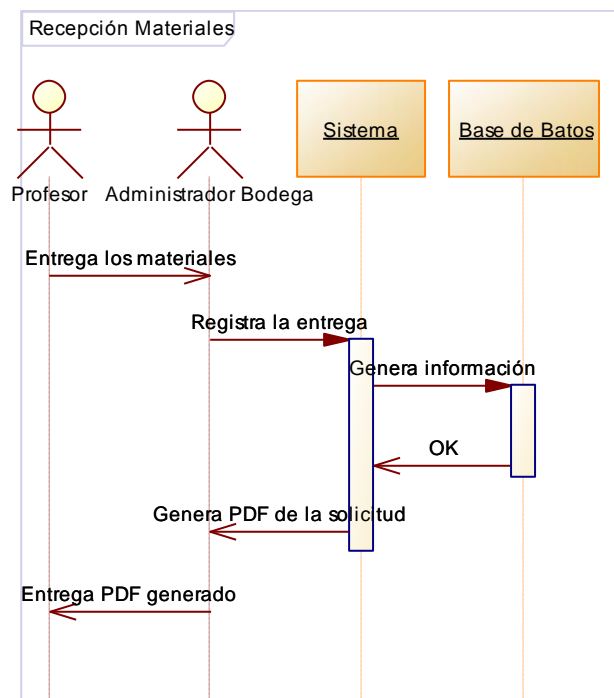 Recepción Materiales
Sistema
Base de Batos
Profesor
Administrador Bodega
Entrega los materiales
Registra la entrega
Genera información
OK
Genera PDF de la solicitud
Entrega PDF generado